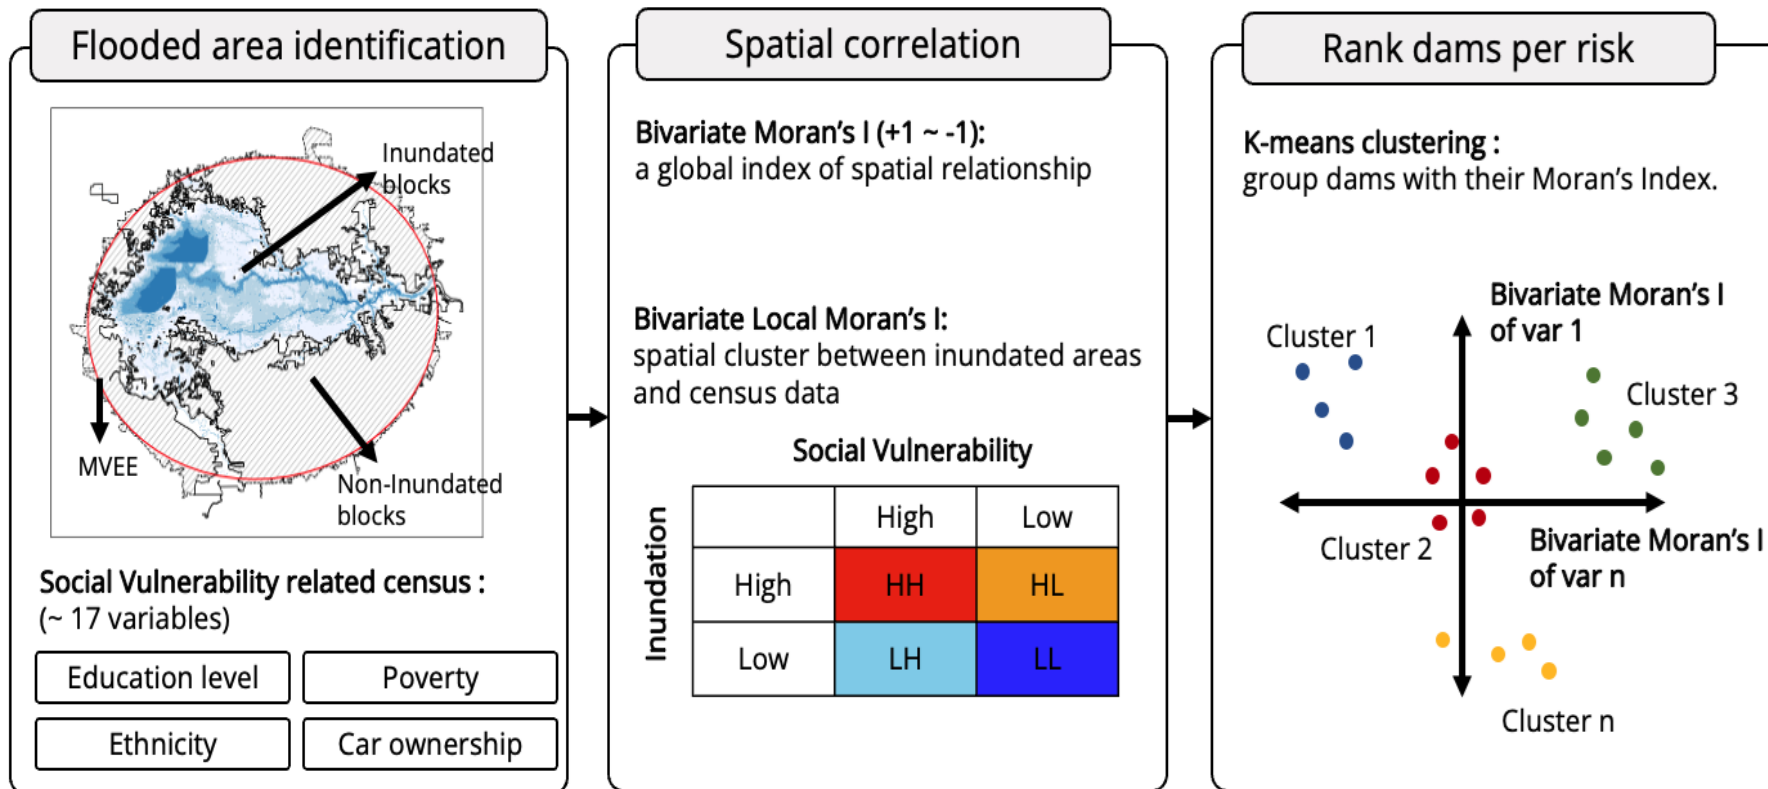 Flooded area identification
Inundated
blocks
MVEE
Non-Inundated
blocks
Social Vulnerability related census :
(~ 17 variables)
Education level
Poverty
Ethnicity
Car ownership
Spatial correlation
Bivariate Moran's I (+1 ~ -1):
a global index of spatial relationship
Bivariate Local Moran's I:
spatial cluster between inundated areas
and census data
Social Vulnerability
Inundation
High
Low
High
HH
HL
Low
LH
LL
Rank dams per risk
K-means clustering :
group dams with their Moran's Index.
Bivariate Moran's I
of var 1
Cluster 1
Cluster 3
Cluster 2
Bivariate Moran's I
of var n
Cluster n